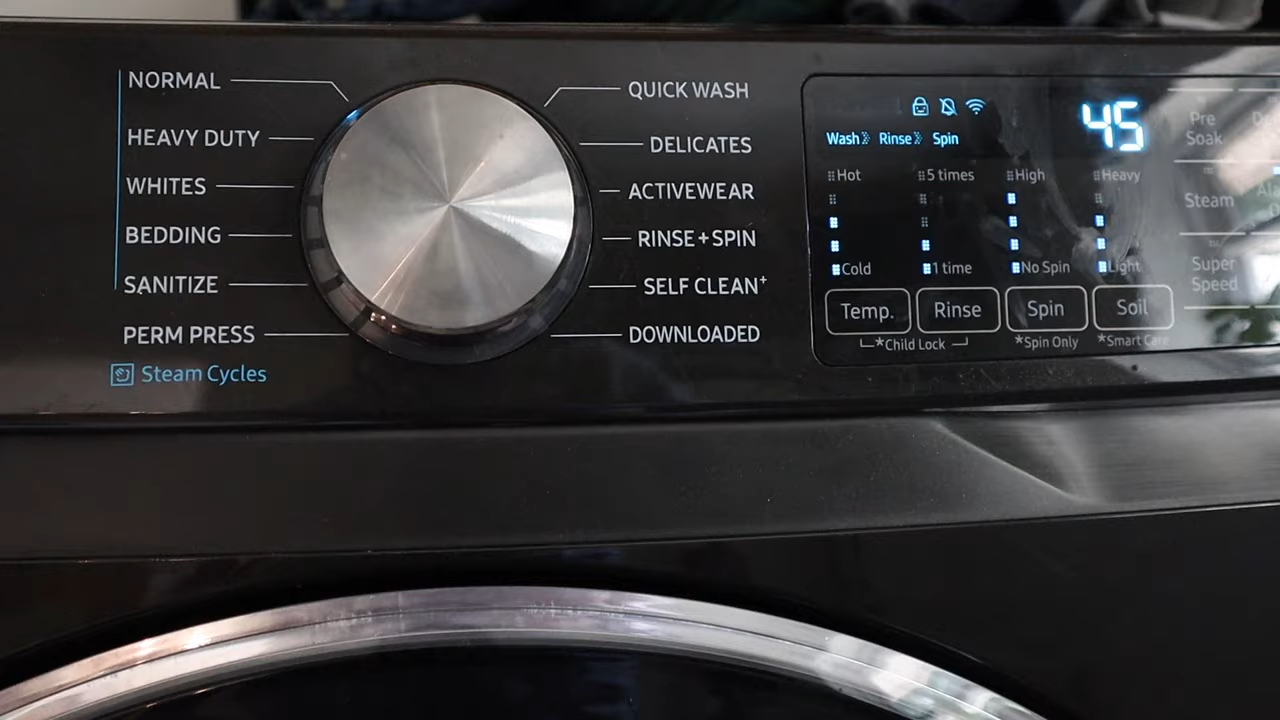 NORMAL
HEAVY DUTY
WHITES
BEDDING
SANITIZE
PERM PRESS
Steam Cycles
QUICK WASH
DELICATES
ACTIVEWEAR
RINSE+SPIN
SELF CLEAN+
DOWNLOADED
Wash Rinse Spin
45
Hot 5 times High Heavy
Cold 1 time No Spin Light
Temp. Rinse Spin Soil
*Child Lock *Spin Only *Smart Care
Pre
Soak
Steam
Super
Speed